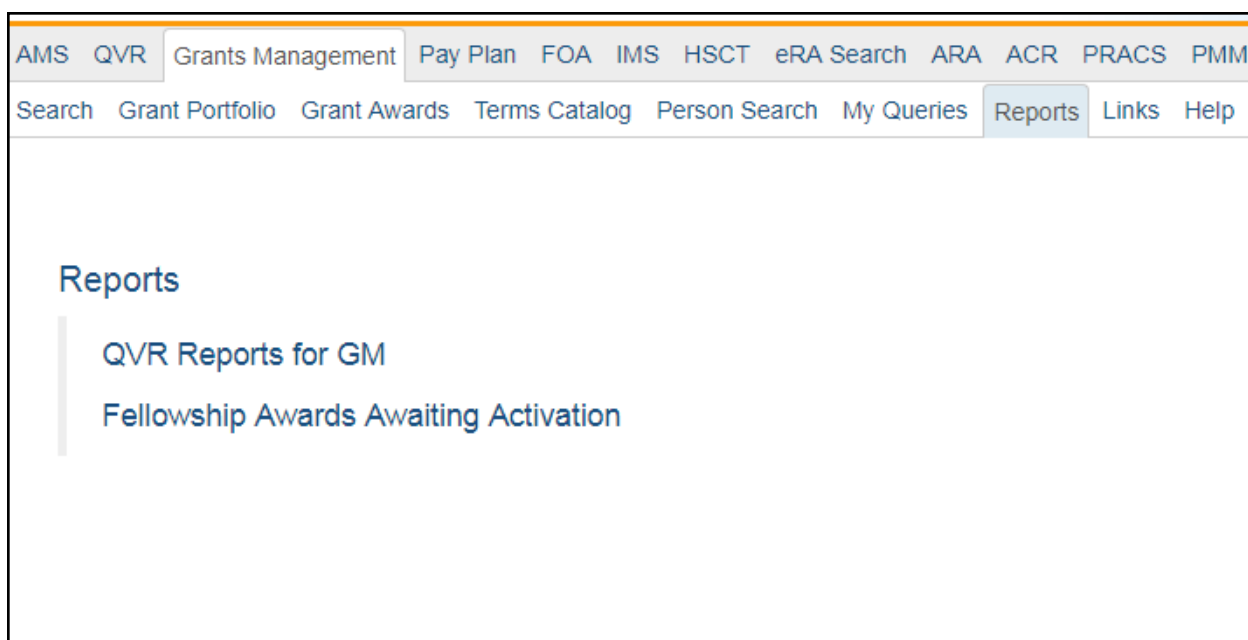 AMS QVR Grants Management Pay Plan FOA IMS HSCT eRA Search ARA ACR PRACS PMM
Search Grant Portfolio Grant Awards Terms Catalog Person Search My Queries Reports Links Help
Reports
QVR Reports for GM
Fellowship Awards Awaiting Activation